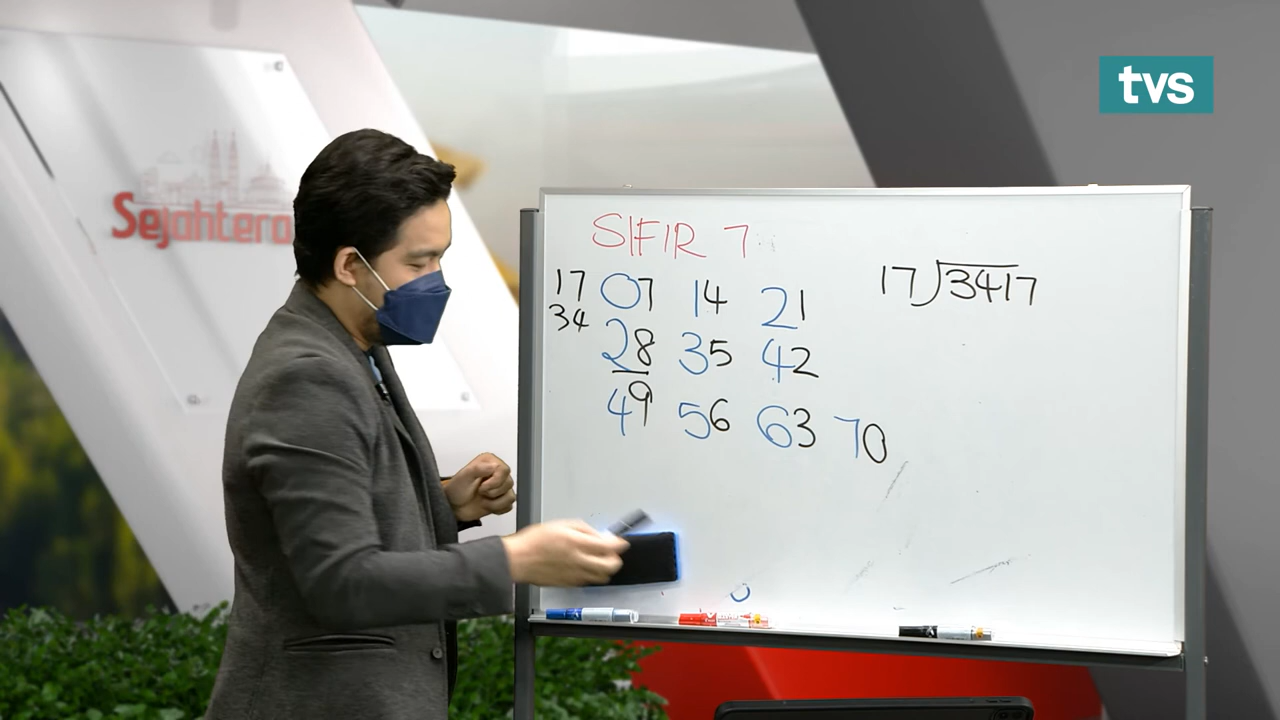 tvs
Sejahtera
SIFIR 7
17 07 14 21
34
28 35 42
49 56 63 70
17 3417